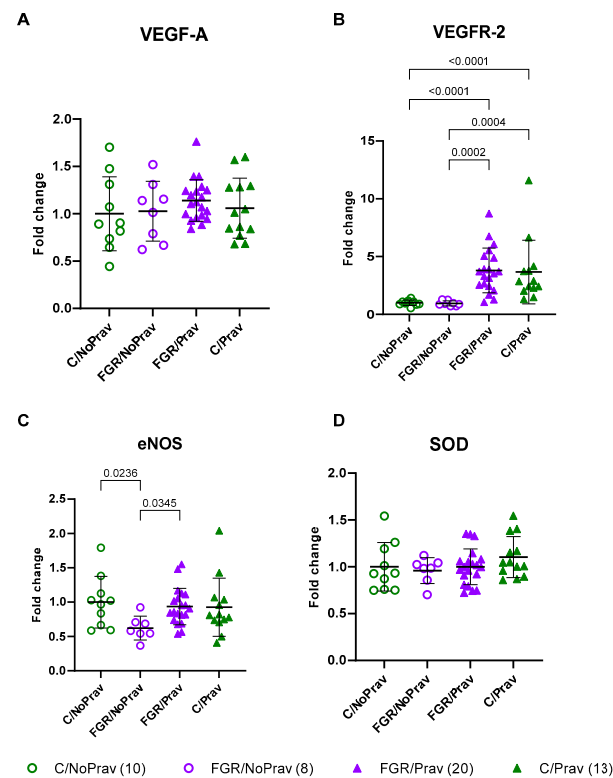 A
VEGF-A
Fold change
2.0
1.5
1.0
0.5
0.0
C/NoPrav
FGR/NoPrav
FGR/Prav
C/Prav
B
VEGFR-2
<0.0001
<0.0001
0.0004
0.0002
Fold change
15
10
5
0
C/NoPrav
FGR/NoPrav
FGR/Prav
C/Prav
C
eNOS
0.0236
0.0345
Fold change
2.5
2.0
1.5
1.0
0.5
0.0
C/NoPrav
FGR/NoPrav
FGR/Prav
C/Prav
D
SOD
Fold change
2.0
1.5
1.0
0.5
0.0
C/NoPrav
FGR/NoPrav
FGR/Prav
C/Prav
C/NoPrav (10) FGR/NoPrav (8) FGR/Prav (20) C/Prav (13)